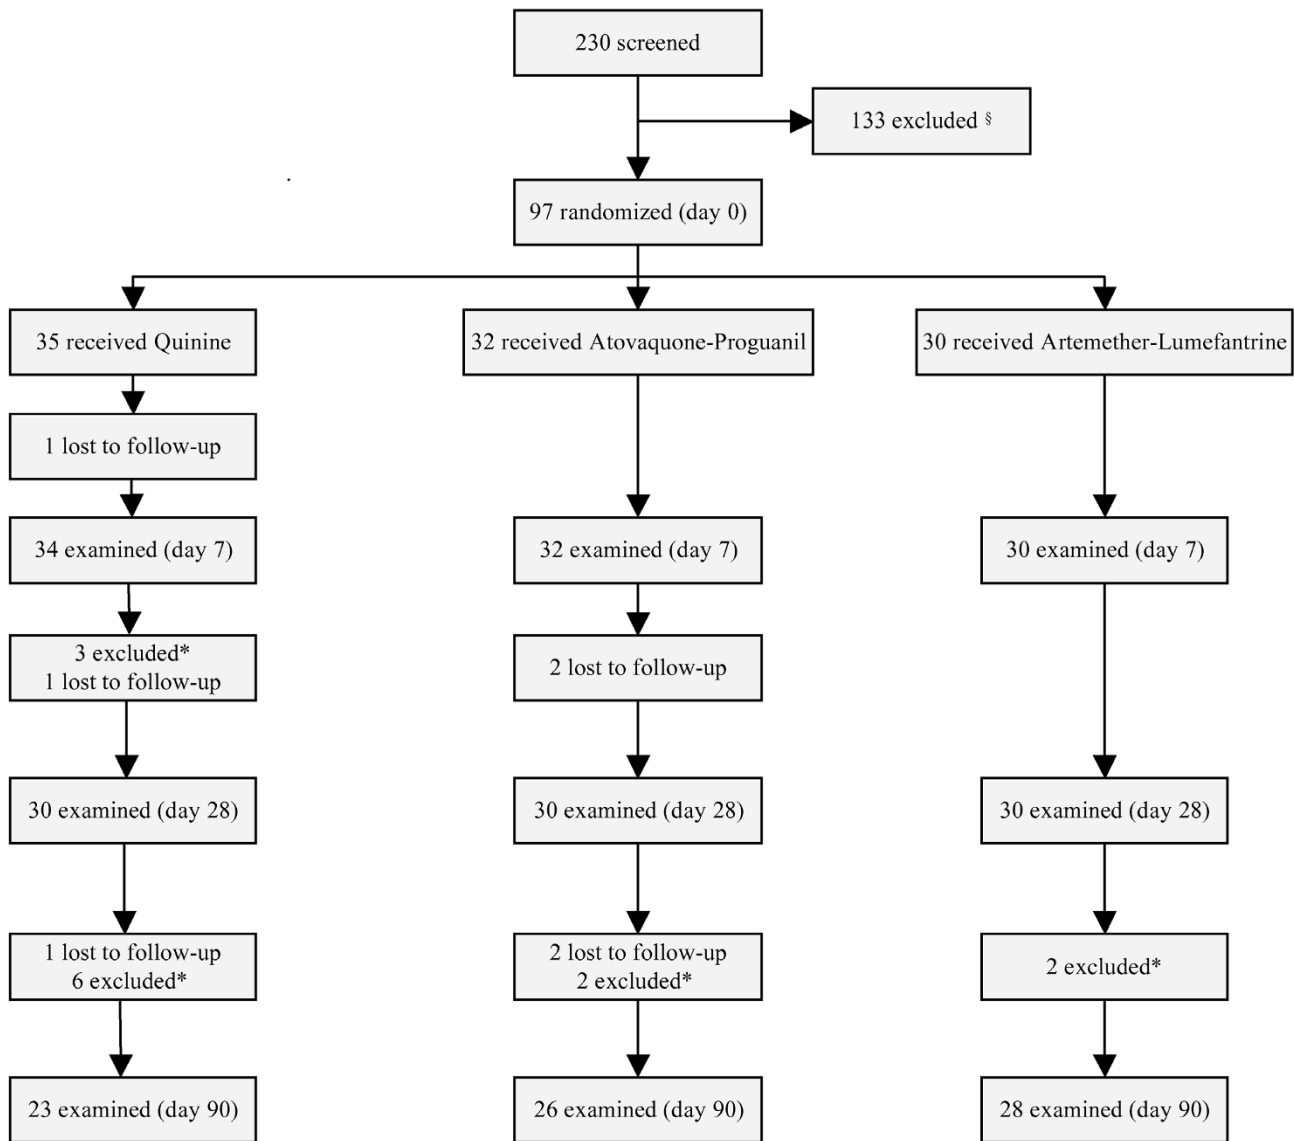 230 screened
133 excluded §
97 randomized (day 0)
35 received Quinine
32 received Atovaquone-Proguanil
30 received Artemether-Lumefantrine
1 lost to follow-up
34 examined (day 7)
32 examined (day 7)
30 examined (day 7)
3 excluded*
1 lost to follow-up
2 lost to follow-up
30 examined (day 28)
30 examined (day 28)
30 examined (day 28)
1 lost to follow-up
6 excluded*
2 lost to follow-up
2 excluded*
2 excluded*
23 examined (day 90)
26 examined (day 90)
28 examined (day 90)